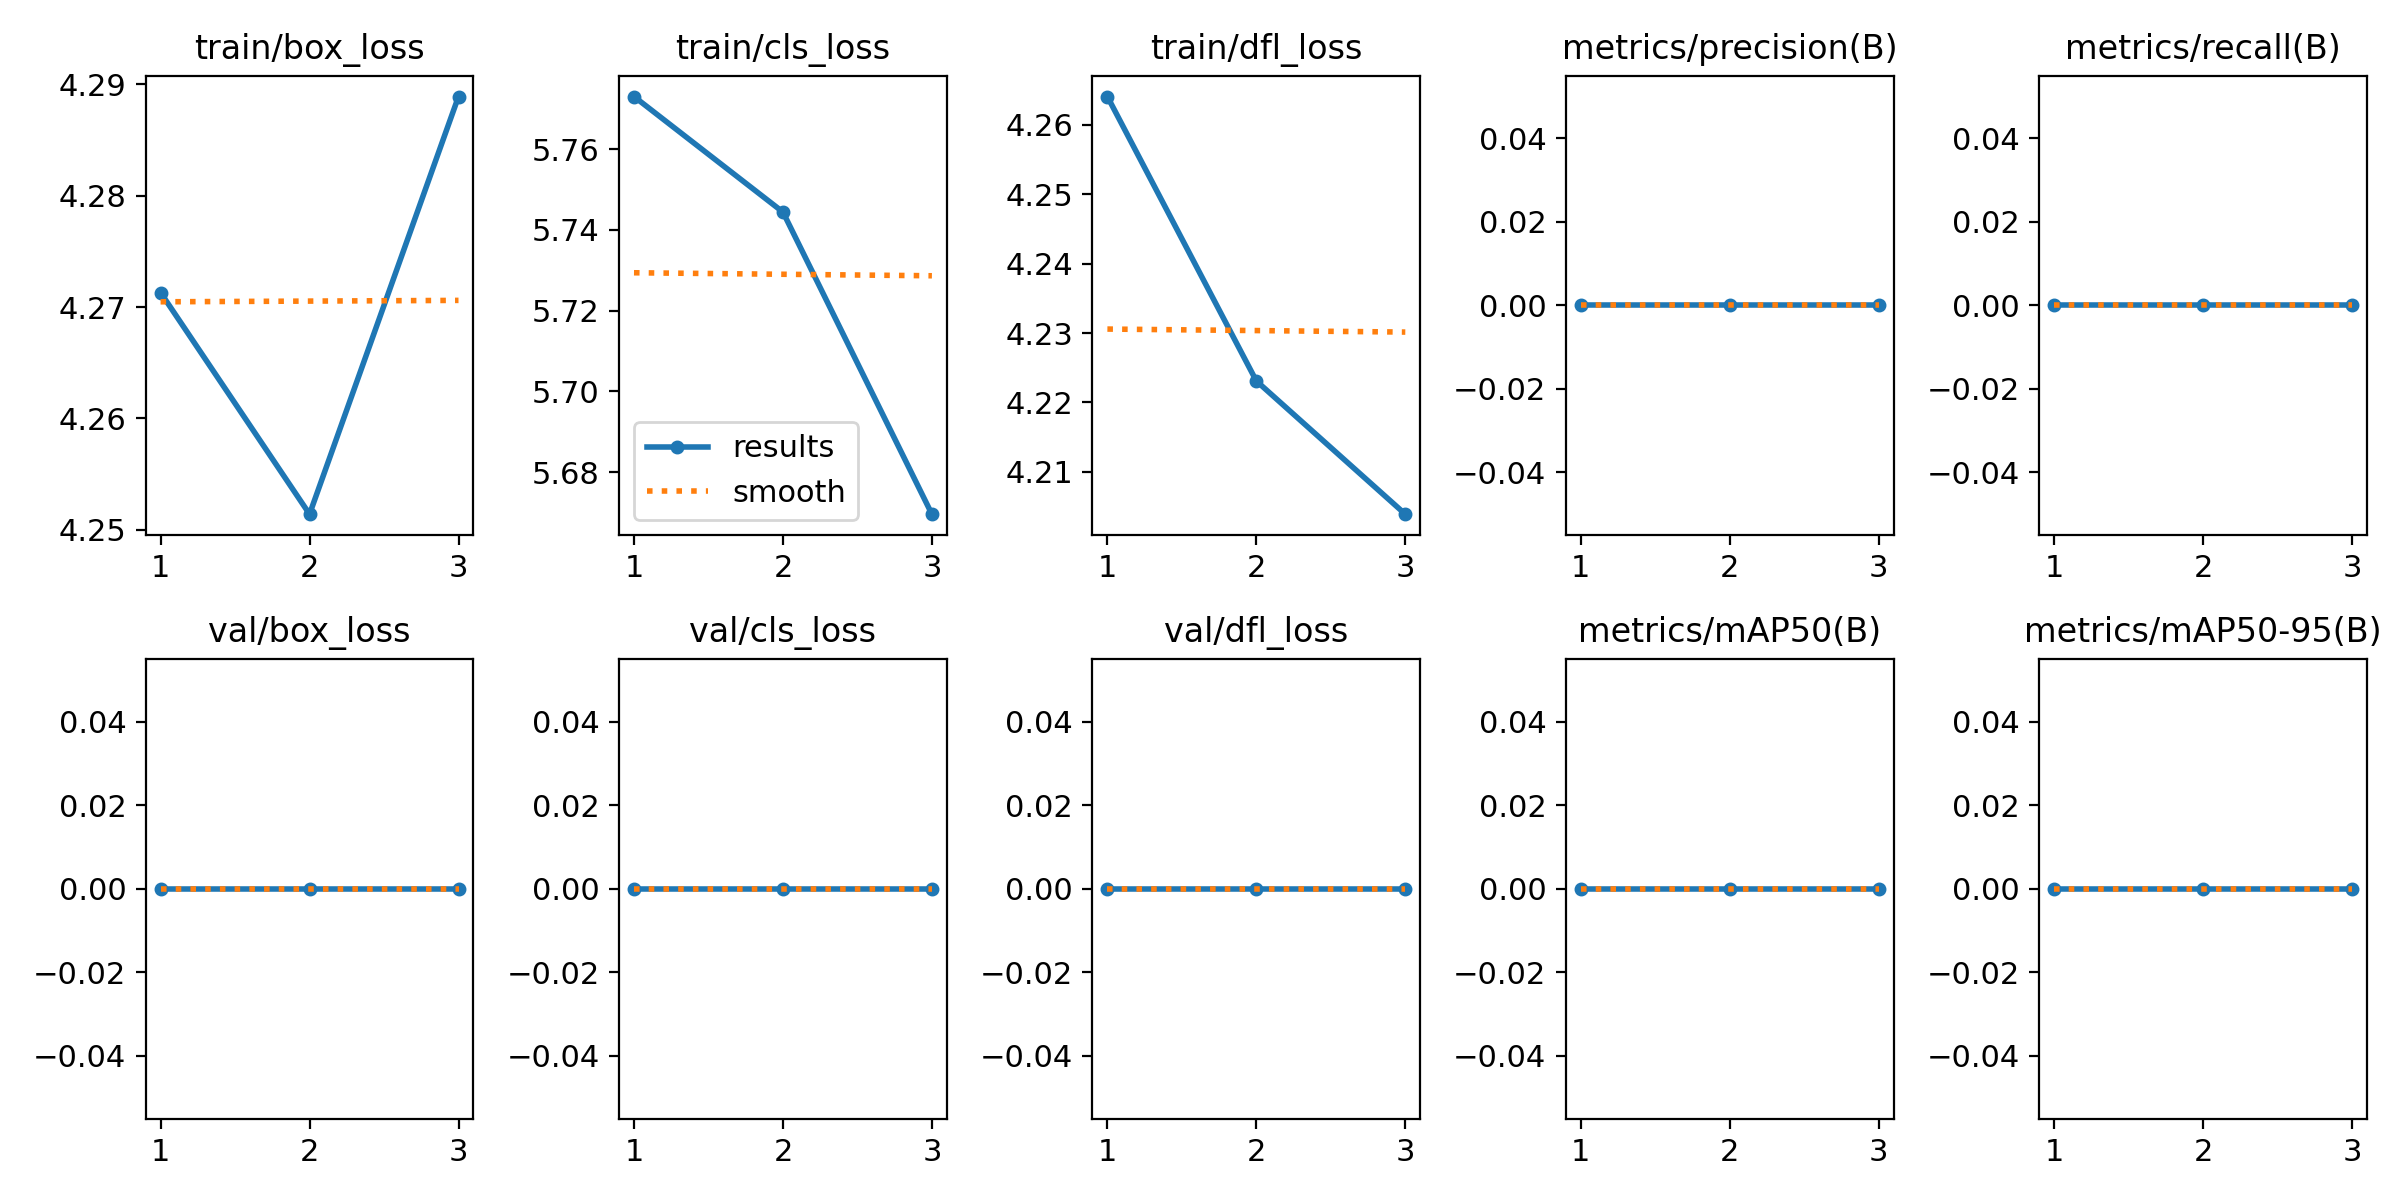 train/box_loss
4.29
4.28
4.27
4.26
4.25
1 2 3
train/cls_loss
5.76
5.74
5.72
5.70
5.68
results
smooth
1 2 3
train/dfl_loss
4.26
4.25
4.24
4.23
4.22
4.21
1 2 3
metrics/precision(B)
0.04
0.02
0.00
−0.02
−0.04
1 2 3
metrics/recall(B)
0.04
0.02
0.00
−0.02
−0.04
1 2 3
val/box_loss
0.04
0.02
0.00
−0.02
−0.04
1 2 3
val/cls_loss
0.04
0.02
0.00
−0.02
−0.04
1 2 3
val/dfl_loss
0.04
0.02
0.00
−0.02
−0.04
1 2 3
metrics/mAP50(B)
0.04
0.02
0.00
−0.02
−0.04
1 2 3
metrics/mAP50-95(B)
0.04
0.02
0.00
−0.02
−0.04
1 2 3